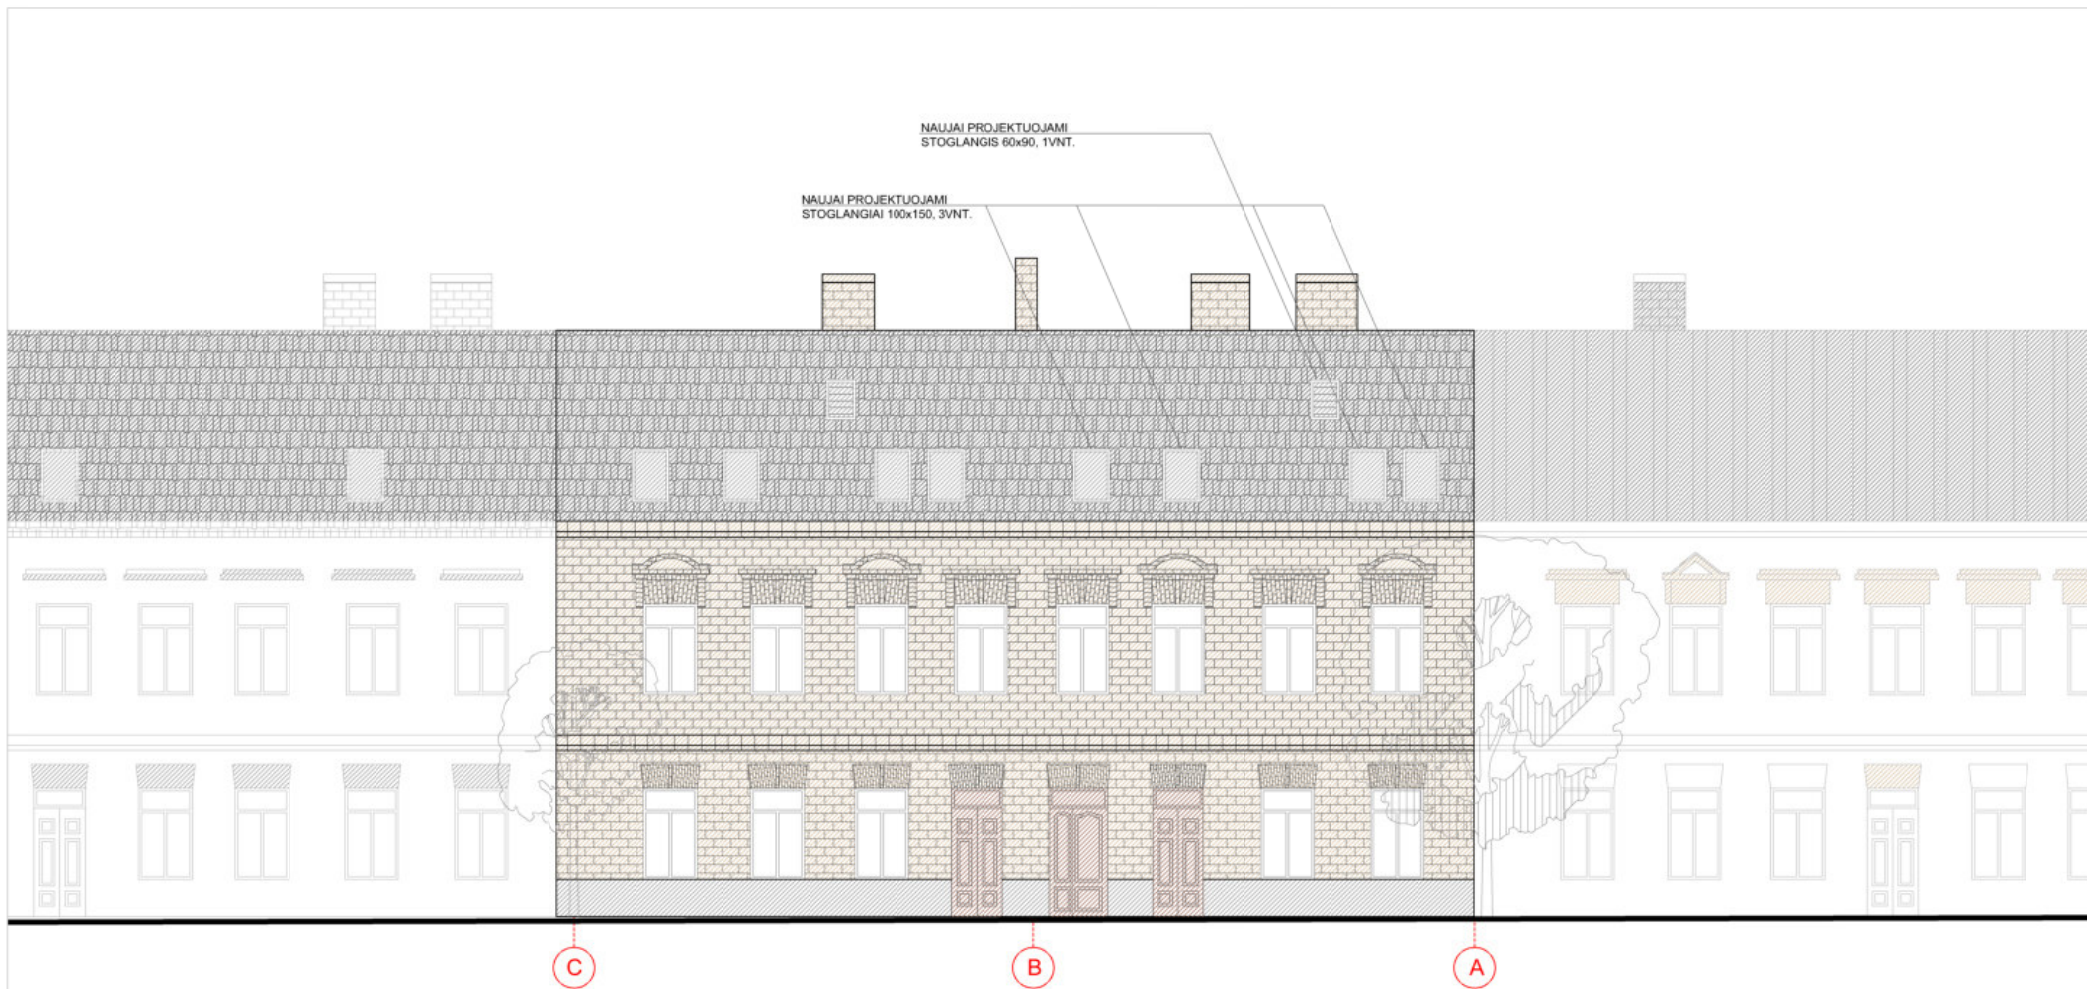 NAUJAI PROJEKTUOJAMI
STOGLANGIS 60x90, 1VNT.
NAUJAI PROJEKTUOJAMI
STOGLANGIAI 100x150, 3VNT.
C
B
A